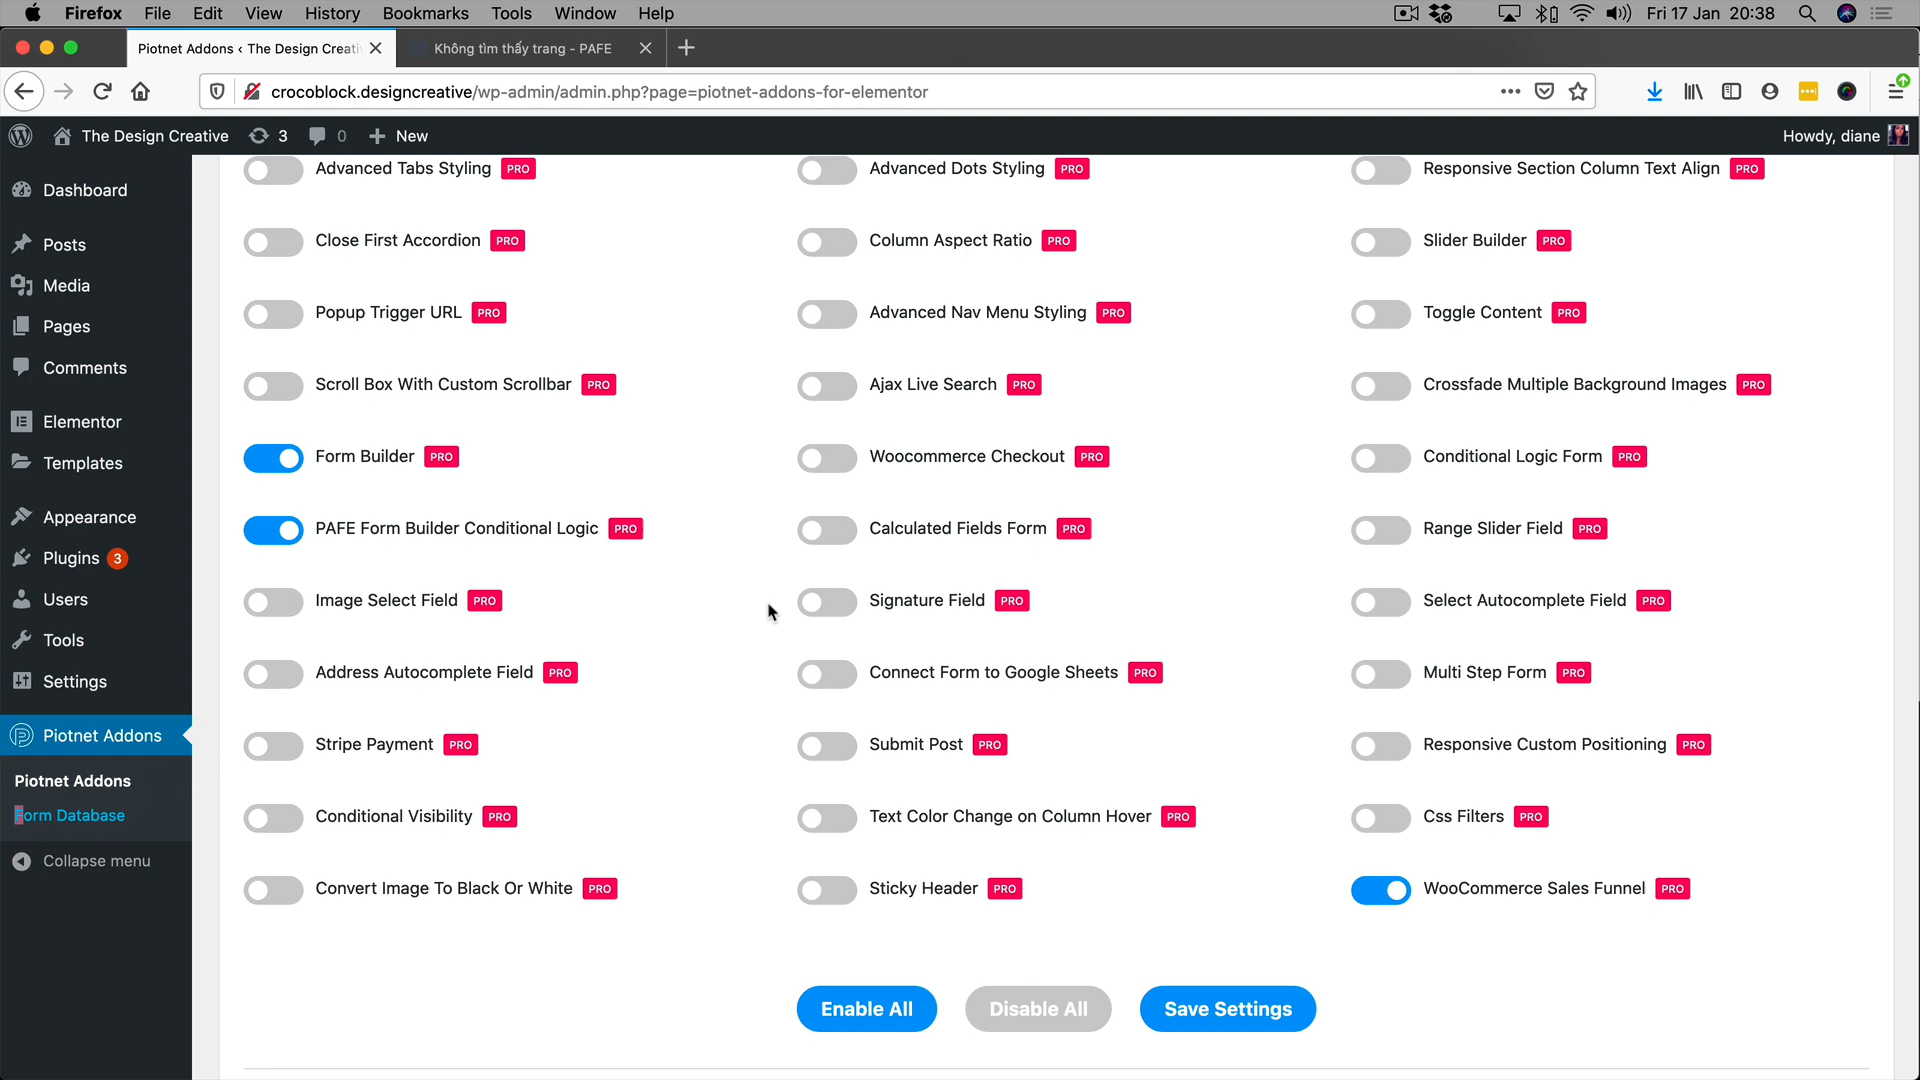 Firefox File Edit View History Bookmarks Tools Window Help Fri 17 Jan 20:38
Piotnet Addons ‹ The Design Creati Không tìm thấy trang - PAFE
crocoblock.designcreative/wp-admin/admin.php?page=piotnet-addons-for-elementor
The Design Creative 3 0 New Howdy, diane
Dashboard
Posts
Media
Pages
Comments
Elementor
Templates
Appearance
Plugins 3
Users
Tools
Settings
Piotnet Addons
Piotnet Addons
Form Database
Collapse menu
Advanced Tabs Styling PRO Advanced Dots Styling PRO Responsive Section Column Text Align PRO
Close First Accordion PRO Column Aspect Ratio PRO Slider Builder PRO
Popup Trigger URL PRO Advanced Nav Menu Styling PRO Toggle Content PRO
Scroll Box With Custom Scrollbar PRO Ajax Live Search PRO Crossfade Multiple Background Images PRO
Form Builder PRO Woocommerce Checkout PRO Conditional Logic Form PRO
PAFE Form Builder Conditional Logic PRO Calculated Fields Form PRO Range Slider Field PRO
Image Select Field PRO Signature Field PRO Select Autocomplete Field PRO
Address Autocomplete Field PRO Connect Form to Google Sheets PRO Multi Step Form PRO
Stripe Payment PRO Submit Post PRO Responsive Custom Positioning PRO
Conditional Visibility PRO Text Color Change on Column Hover PRO Css Filters PRO
Convert Image To Black Or White PRO Sticky Header PRO WooCommerce Sales Funnel PRO
Enable All Disable All Save Settings